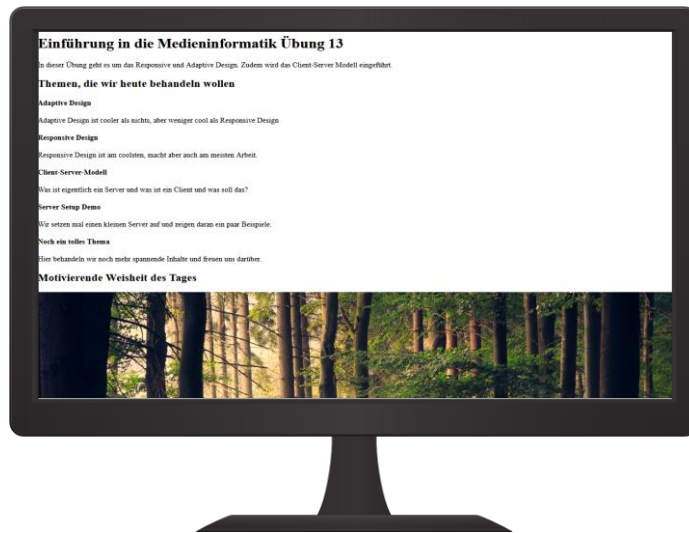 Einführung in die Medieninformatik Übung 13
In dieser Übung geht es um das Responsive und Adaptive Design. Zudem wird das Client-Server Modell eingeführt.
Themen, die wir heute behandeln wollen
Adaptive Design
Adaptive Design ist cooler als nichts, aber weniger cool als Responsive Design
Responsive Design
Responsive Design ist am coolsten, macht aber auch am meisten Arbeit.
Client-Server-Modell
Was ist eigentlich ein Server und was ist ein Client und was soll das?
Server Setup Demo
Wir setzen mal einen kleinen Server auf und zeigen daran ein paar Beispiele.
Noch ein tolles Thema
Hier behandeln wir noch mehr spannende Inhalte und freuen uns darüber.
Motivierende Weisheit des Tages